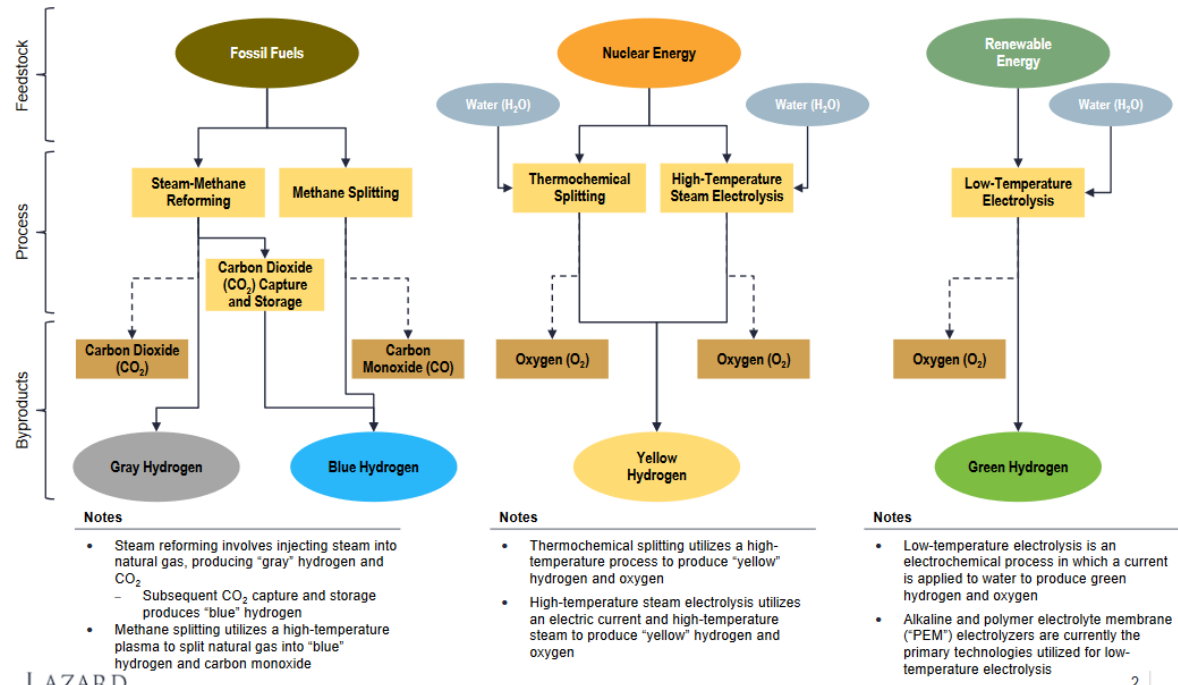 Feedstock
Process
Byproducts
Fossil Fuels
Steam-Methane
Reforming
Methane Splitting
Carbon Dioxide
(CO₂) Capture
and Storage
Carbon Dioxide
(CO₂)
Carbon
Monoxide (CO)
Gray Hydrogen
Blue Hydrogen
Nuclear Energy
Water (H₂O)
Water (H₂O)
Thermochemical
Splitting
High-Temperature
Steam Electrolysis
Oxygen (O₂)
Oxygen (O₂)
Yellow
Hydrogen
Renewable
Energy
Water (H₂O)
Low-Temperature
Electrolysis
Oxygen (O₂)
Green Hydrogen
Notes
• Steam reforming involves injecting steam into
natural gas, producing “gray” hydrogen and
CO₂
– Subsequent CO₂ capture and storage
produces “blue” hydrogen
• Methane splitting utilizes a high-temperature
plasma to split natural gas into “blue”
hydrogen and carbon monoxide
Notes
• Thermochemical splitting utilizes a high-
temperature process to produce “yellow”
hydrogen and oxygen
• High-temperature steam electrolysis utilizes
an electric current and high-temperature
steam to produce “yellow” hydrogen and
oxygen
Notes
• Low-temperature electrolysis is an
electrochemical process in which a current
is applied to water to produce green
hydrogen and oxygen
• Alkaline and polymer electrolyte membrane
(“PEM”) electrolyzers are currently the
primary technologies utilized for low-
temperature electrolysis
LAZARD
2